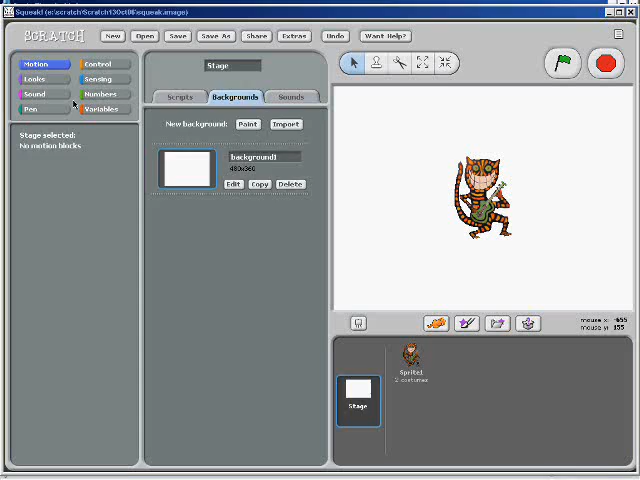 Squeak! (e:\scratch\Scratch13Oct06\squeak.image)
SCRATCH
New Open Save Save As Share Extras Undo Want Help?
Motion Control
Looks Sensing
Sound Numbers
Pen Variables
Stage selected:
No motion blocks
Stage
Scripts Backgrounds Sounds
New background: Paint Import
background1
480x360
Edit Copy Delete
mouse x: -655
mouse y: 155
Stage
Sprite1
2 costumes